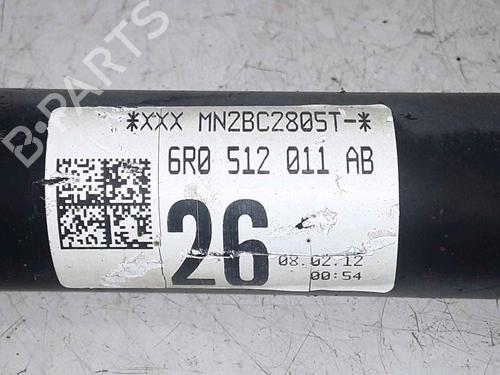 B-PARTS
*XXX MN2BC2805T-*
6R0 512 011 AB
26
08.02.12
00:54